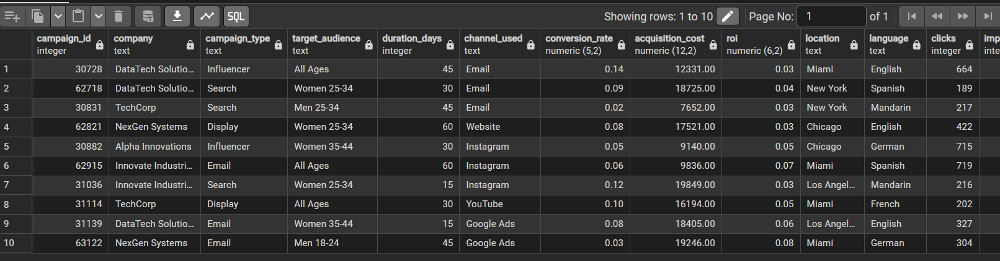 SQL Showing rows: 1 to 10 Page No: 1 of 1
campaign_id company campaign_type target_audience duration_days channel_used conversion_rate acquisition_cost roi location language clicks imp
integer text text text integer text numeric (5,2) numeric (12,2) numeric (6,2) text text integer inte
1 30728 DataTech Solutio... Influencer All Ages 45 Email 0.14 12331.00 0.03 Miami English 664
2 62718 DataTech Solutio... Search Women 25-34 30 Email 0.09 18725.00 0.04 New York Spanish 189
3 30831 TechCorp Search Men 25-34 45 Email 0.02 7652.00 0.03 New York Mandarin 217
4 62821 NexGen Systems Display Women 25-34 60 Website 0.08 17521.00 0.03 Chicago English 422
5 30882 Alpha Innovations Influencer Women 35-44 30 Instagram 0.05 9140.00 0.05 Chicago German 715
6 62915 Innovate Industri... Email All Ages 60 Instagram 0.06 9836.00 0.07 Miami Spanish 719
7 31036 Innovate Industri... Search Women 25-34 15 Instagram 0.12 19849.00 0.03 Los Angel... Mandarin 216
8 31114 TechCorp Display All Ages 30 YouTube 0.10 16194.00 0.05 Miami French 202
9 31139 DataTech Solutio... Email Women 35-44 15 Google Ads 0.08 18405.00 0.06 Los Angel... English 327
10 63122 NexGen Systems Email Men 18-24 45 Google Ads 0.03 19246.00 0.08 Miami German 304